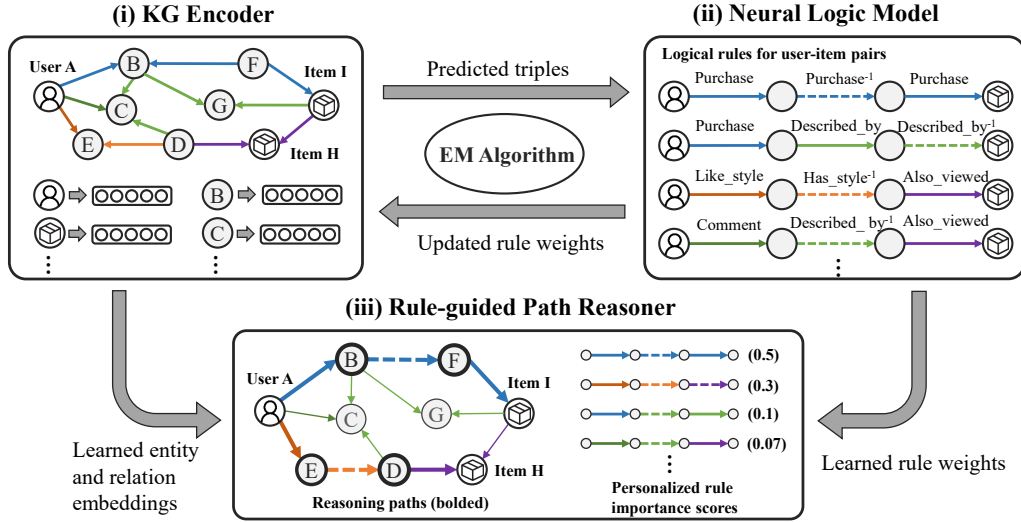 (i) KG Encoder
(ii) Neural Logic Model
User A
B
F
Item I
C
G
E
D
Item H
B
C
⋮
⋮
Predicted triples
EM Algorithm
Updated rule weights
Logical rules for user-item pairs
Purchase Purchase⁻¹ Purchase
Purchase Described_by Described_by⁻¹
Like_style Has_style⁻¹ Also_viewed
Comment Described_ by⁻¹ Also_viewed
⋮
(iii) Rule-guided Path Reasoner
User A
B
F
Item I
C
G
E
D
Item H
Reasoning paths (bolded)
(0.5)
(0.3)
(0.1)
(0.07)
⋮
Personalized rule
importance scores
Learned entity
and relation
embeddings
Learned rule weights